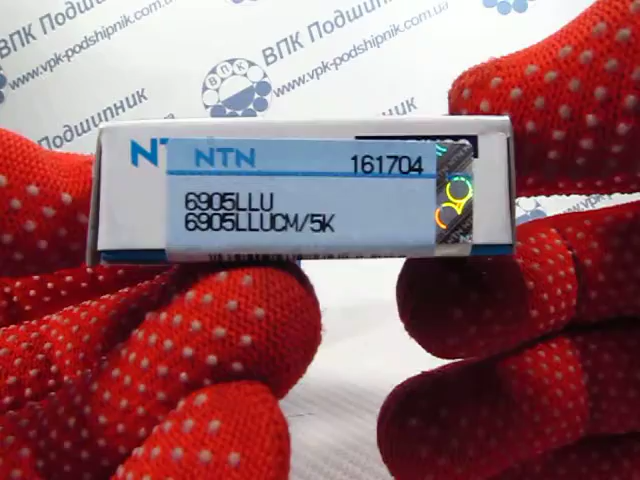 ВПК Подшипник
www.vpk-podshipnik.com.ua
ВПК Подшипник
www.vpk-podshipnik.com.ua
Подшипник
ВПК
NTN 161704
6905LLU
6905LLUCM/5K